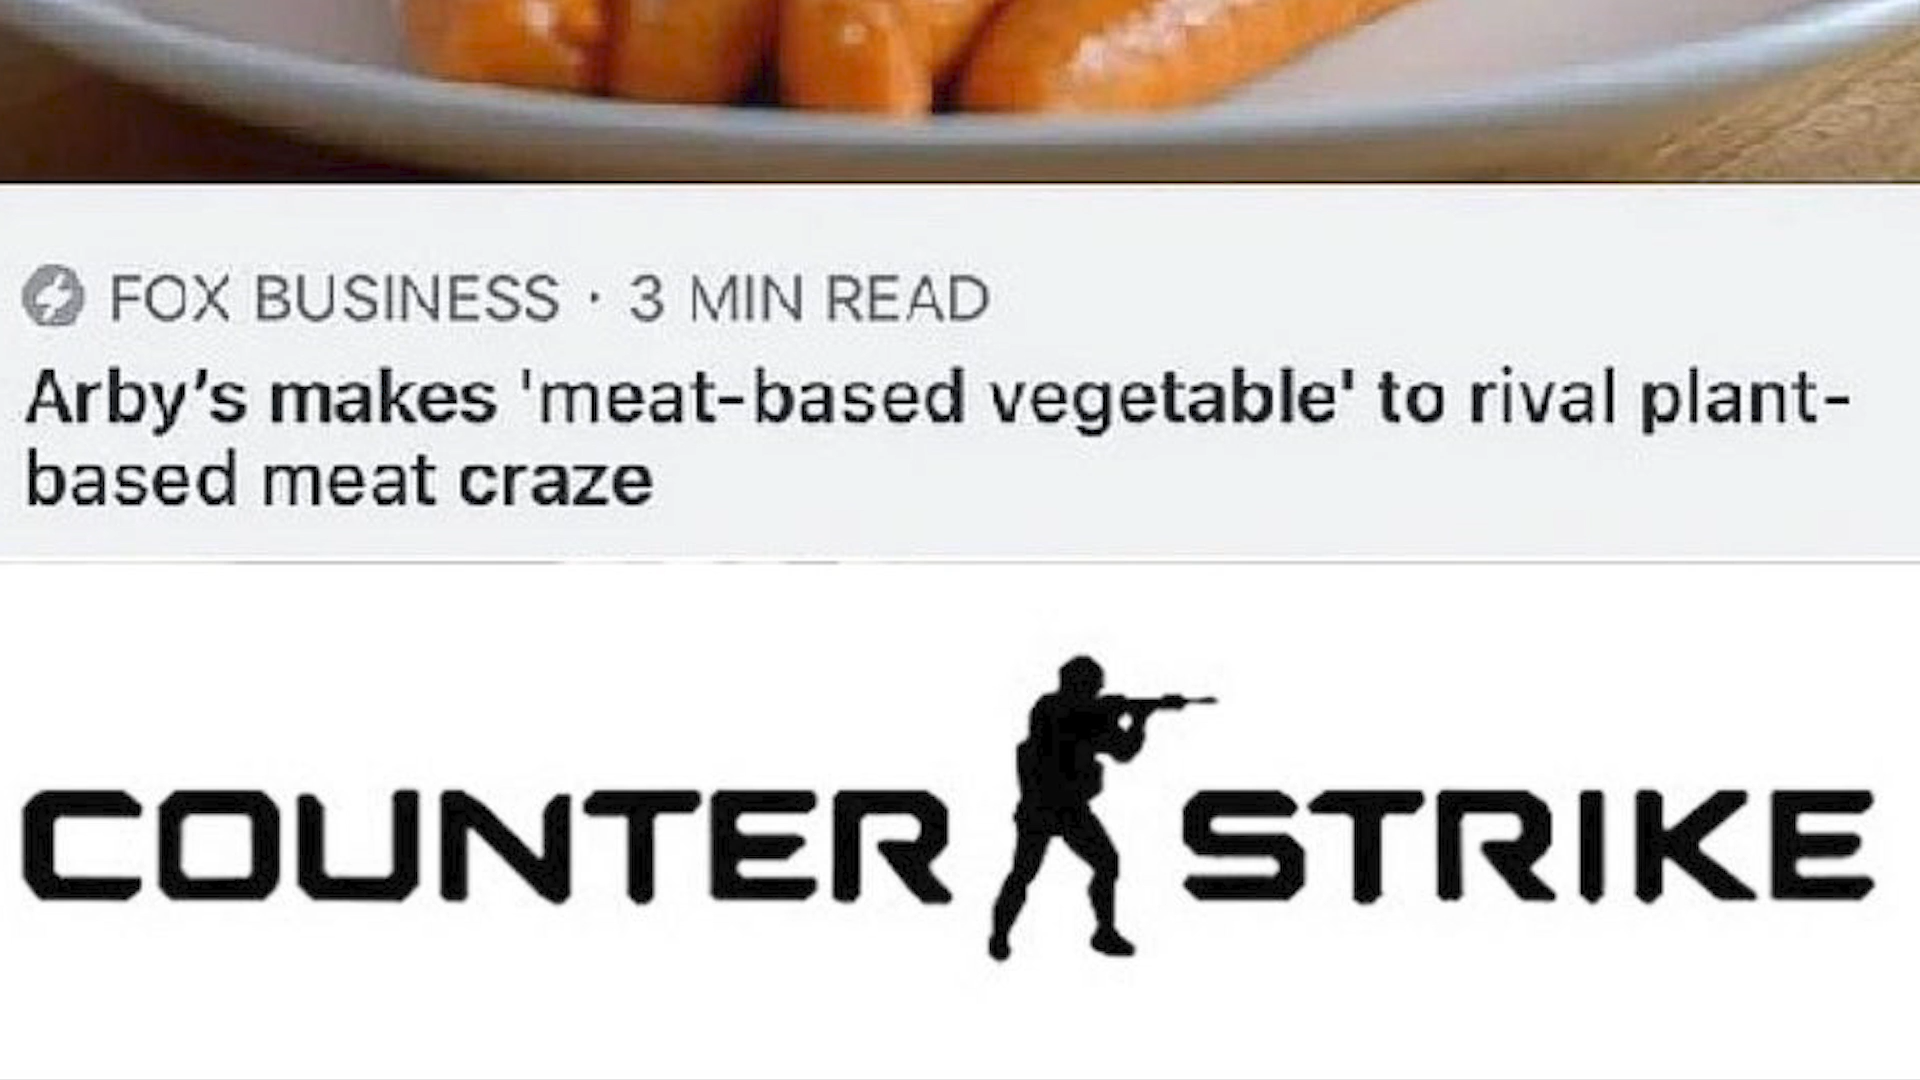 FOX BUSINESS · 3 MIN READ
Arby’s makes 'meat-based vegetable' to rival plant-
based meat craze
COUNTER STRIKE